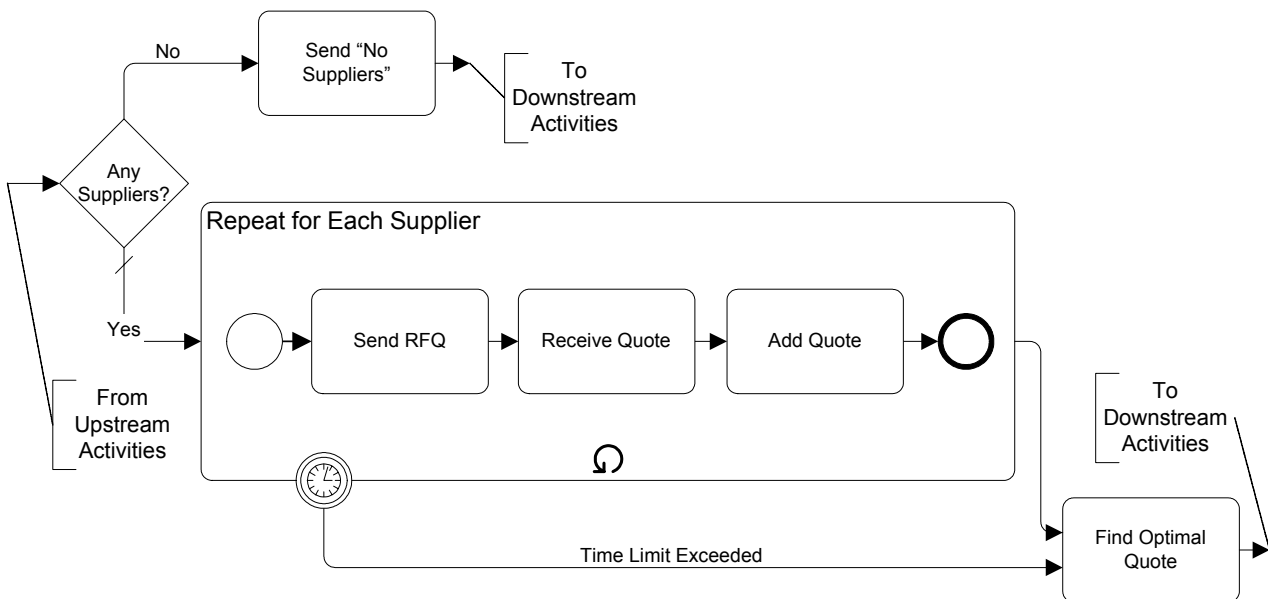 No
Send “No
Suppliers”
To
Downstream
Activities
Any
Suppliers?
Repeat for Each Supplier
Yes
Send RFQ
Receive Quote
Add Quote
From
Upstream
Activities
To
Downstream
Activities
Time Limit Exceeded
Find Optimal
Quote